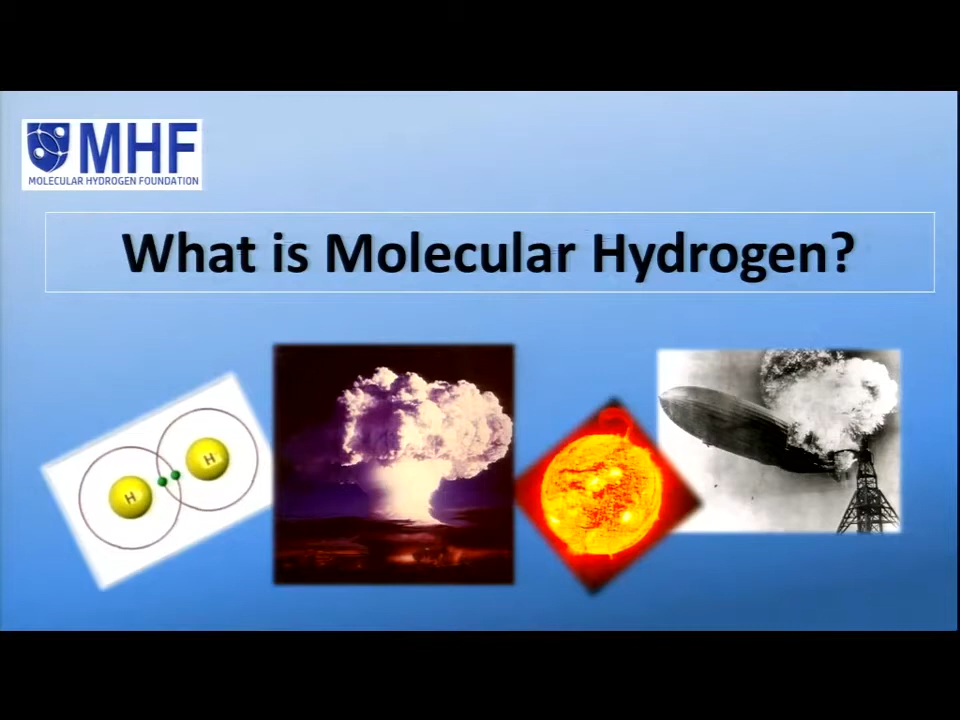 MHF
MOLECULAR HYDROGEN FOUNDATION
What is Molecular Hydrogen?
H
H